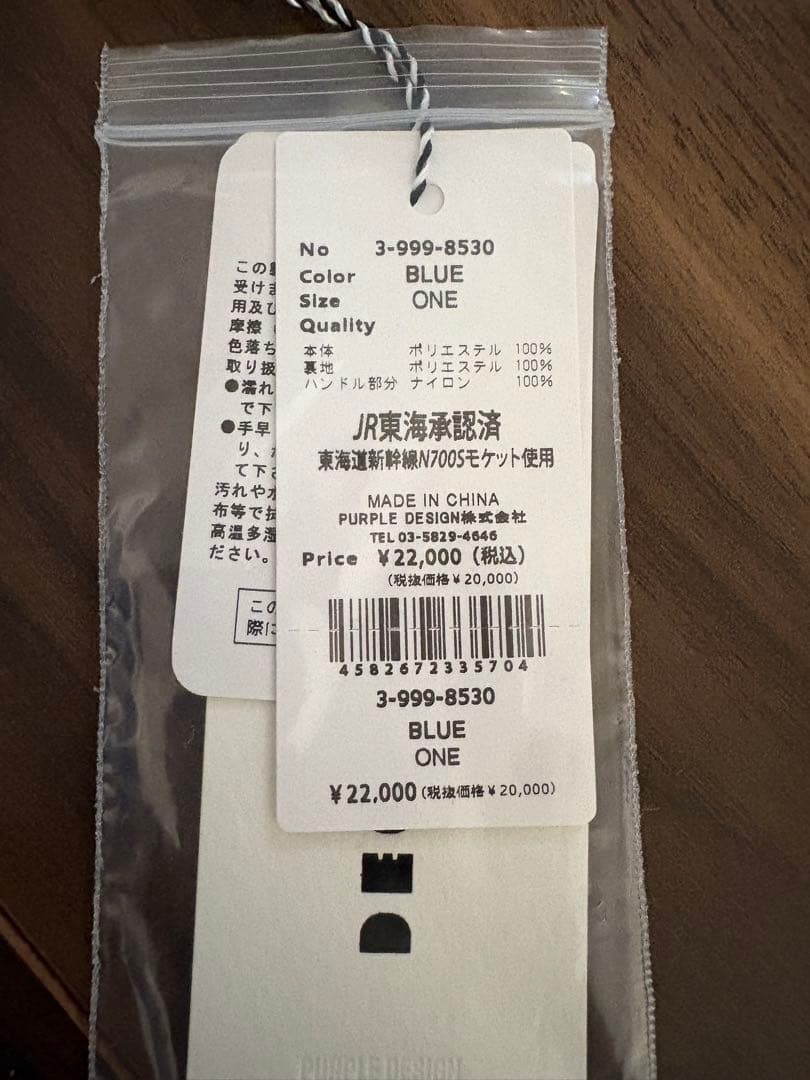 No 3-999-8530
Color BLUE
Size ONE
Quality
本体 ポリエステル 100%
裏地 ポリエステル 100%
ハンドル部分 ナイロン 100%
JR東海承認済
東海道新幹線N700Sモケット使用
MADE IN CHINA
PURPLE DESIGN株式会社
TEL 03-5829-4646
Price ¥22,000(税込)
(税抜価格¥20,000)
4582672335704
3-999-8530
BLUE
ONE
¥22,000(税抜価格¥20,000)
この
受けま
用及び
摩擦
色落ち
取り扱
●濡れ
で下
●手早
り、
て下さ
汚れや水
布等で拭
高温多湿
ださい。
この
際に
DE
PURPLE DESIGN